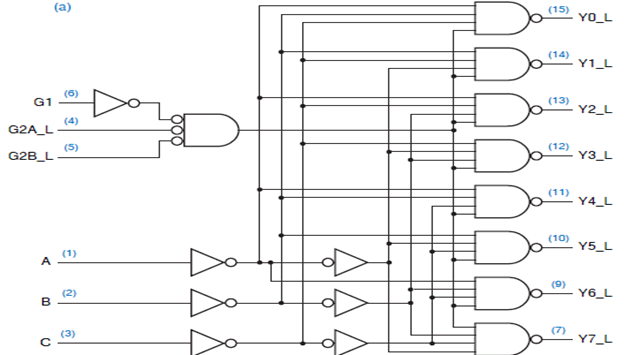 (a)
(15) Y0_L
(14) Y1_L
(13) Y2_L
(12) Y3_L
(11) Y4_L
(10) Y5_L
(9) Y6_L
(7) Y7_L
G1 (6)
G2A_L (4)
G2B_L (5)
A (1)
B (2)
C (3)